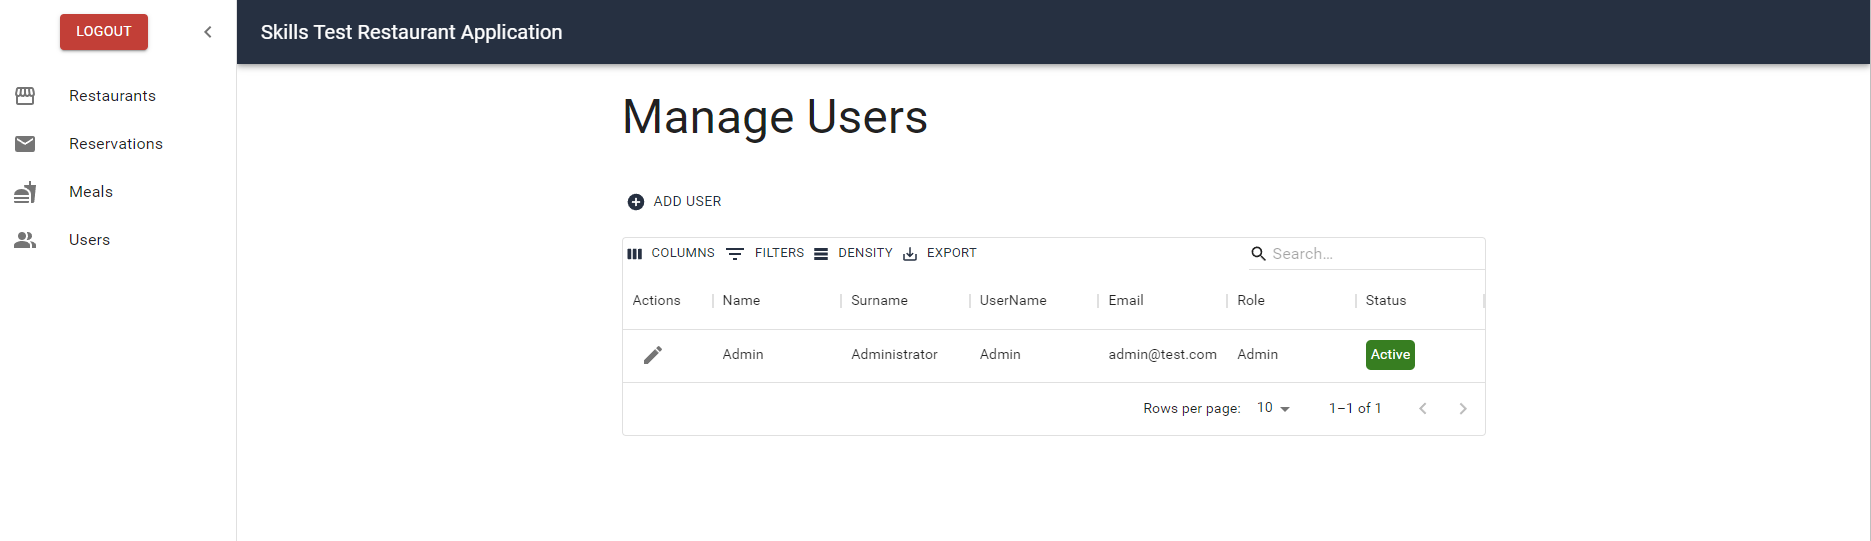 LOGOUT
Skills Test Restaurant Application
Restaurants
Reservations
Meals
Users
Manage Users
ADD USER
COLUMNS FILTERS DENSITY EXPORT Search...
Actions Name Surname UserName Email Role Status
Admin Administrator Admin admin@test.com Admin Active
Rows per page: 10 1–1 of 1